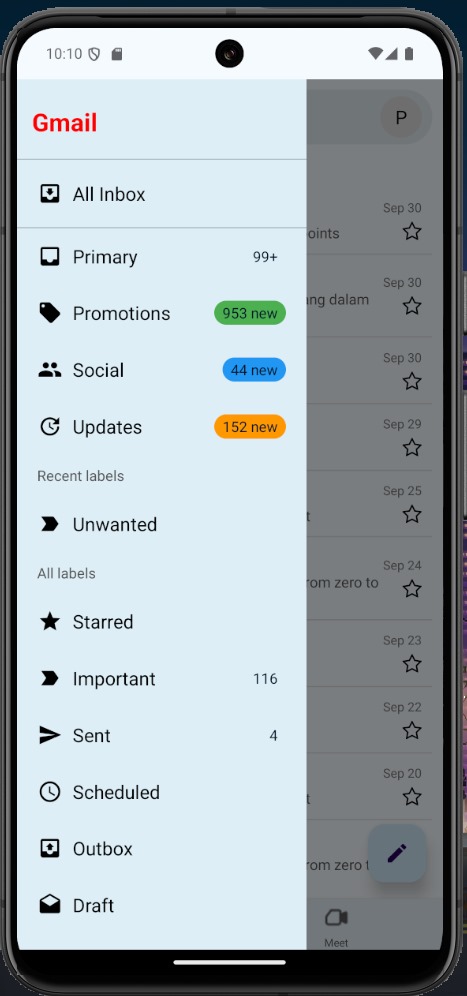 10:10
Gmail
P
All Inbox
Sep 30
oints
Primary 99+
Sep 30
ang dalam
Promotions 953 new
Sep 30
Social 44 new
Sep 29
Updates 152 new
Recent labels
Sep 25
t
Unwanted
All labels
Sep 24
rom zero to
Starred
Sep 23
Important 116
Sep 22
Sent 4
Sep 20
t
Scheduled
Outbox
rom zero t
Draft
Meet